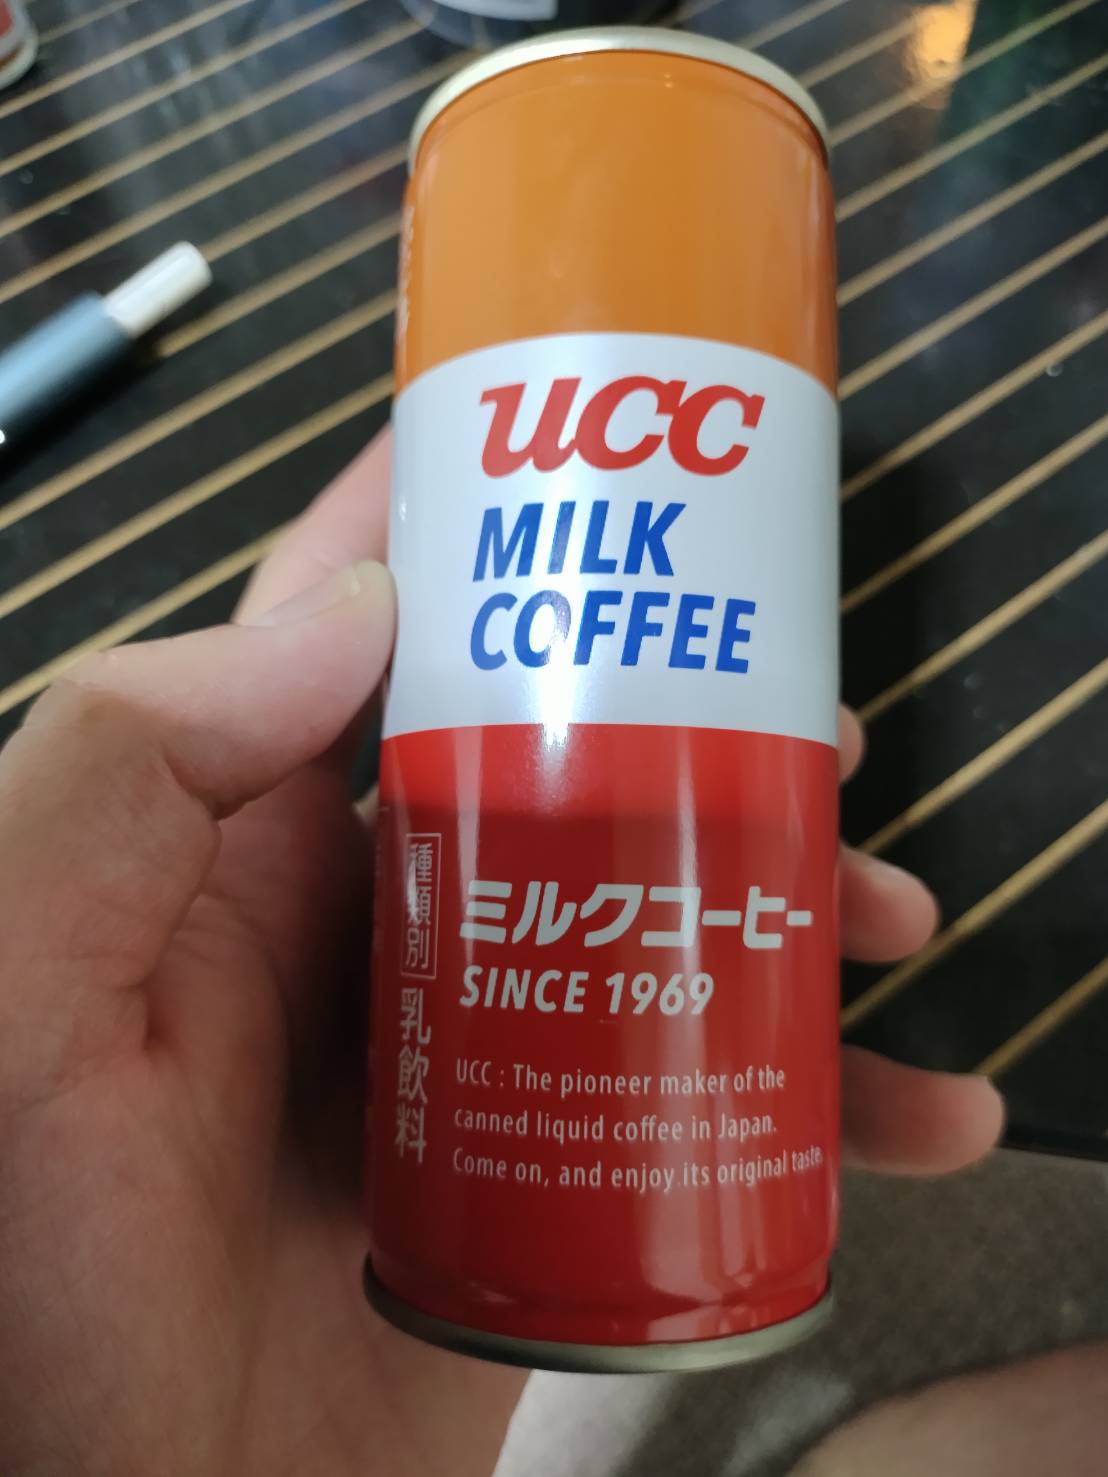 UCC
MILK
COFFEE
種類別
乳飲料
ミルクコーヒー
SINCE 1969
UCC : The pioneer maker of the
canned liquid coffee in Japan.
Come on, and enjoy its original taste.